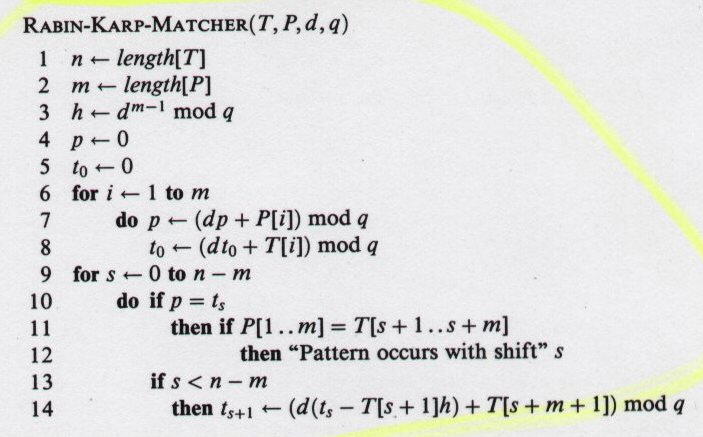 RABIN-KARP-MATCHER(T, P, d, q)
1 n ← length[T]
2 m ← length[P]
3 h ← dᵐ⁻¹ mod q
4 p ← 0
5 t₀ ← 0
6 for i ← 1 to m
7 do p ← (dp + P[i]) mod q
8 t₀ ← (dt₀ + T[i]) mod q
9 for s ← 0 to n − m
10 do if p = tₛ
11 then if P[1..m] = T[s + 1..s + m]
12 then “Pattern occurs with shift” s
13 if s < n − m
14 then tₛ₊₁ ← (d(tₛ − T[s + 1]h) + T[s + m + 1]) mod q